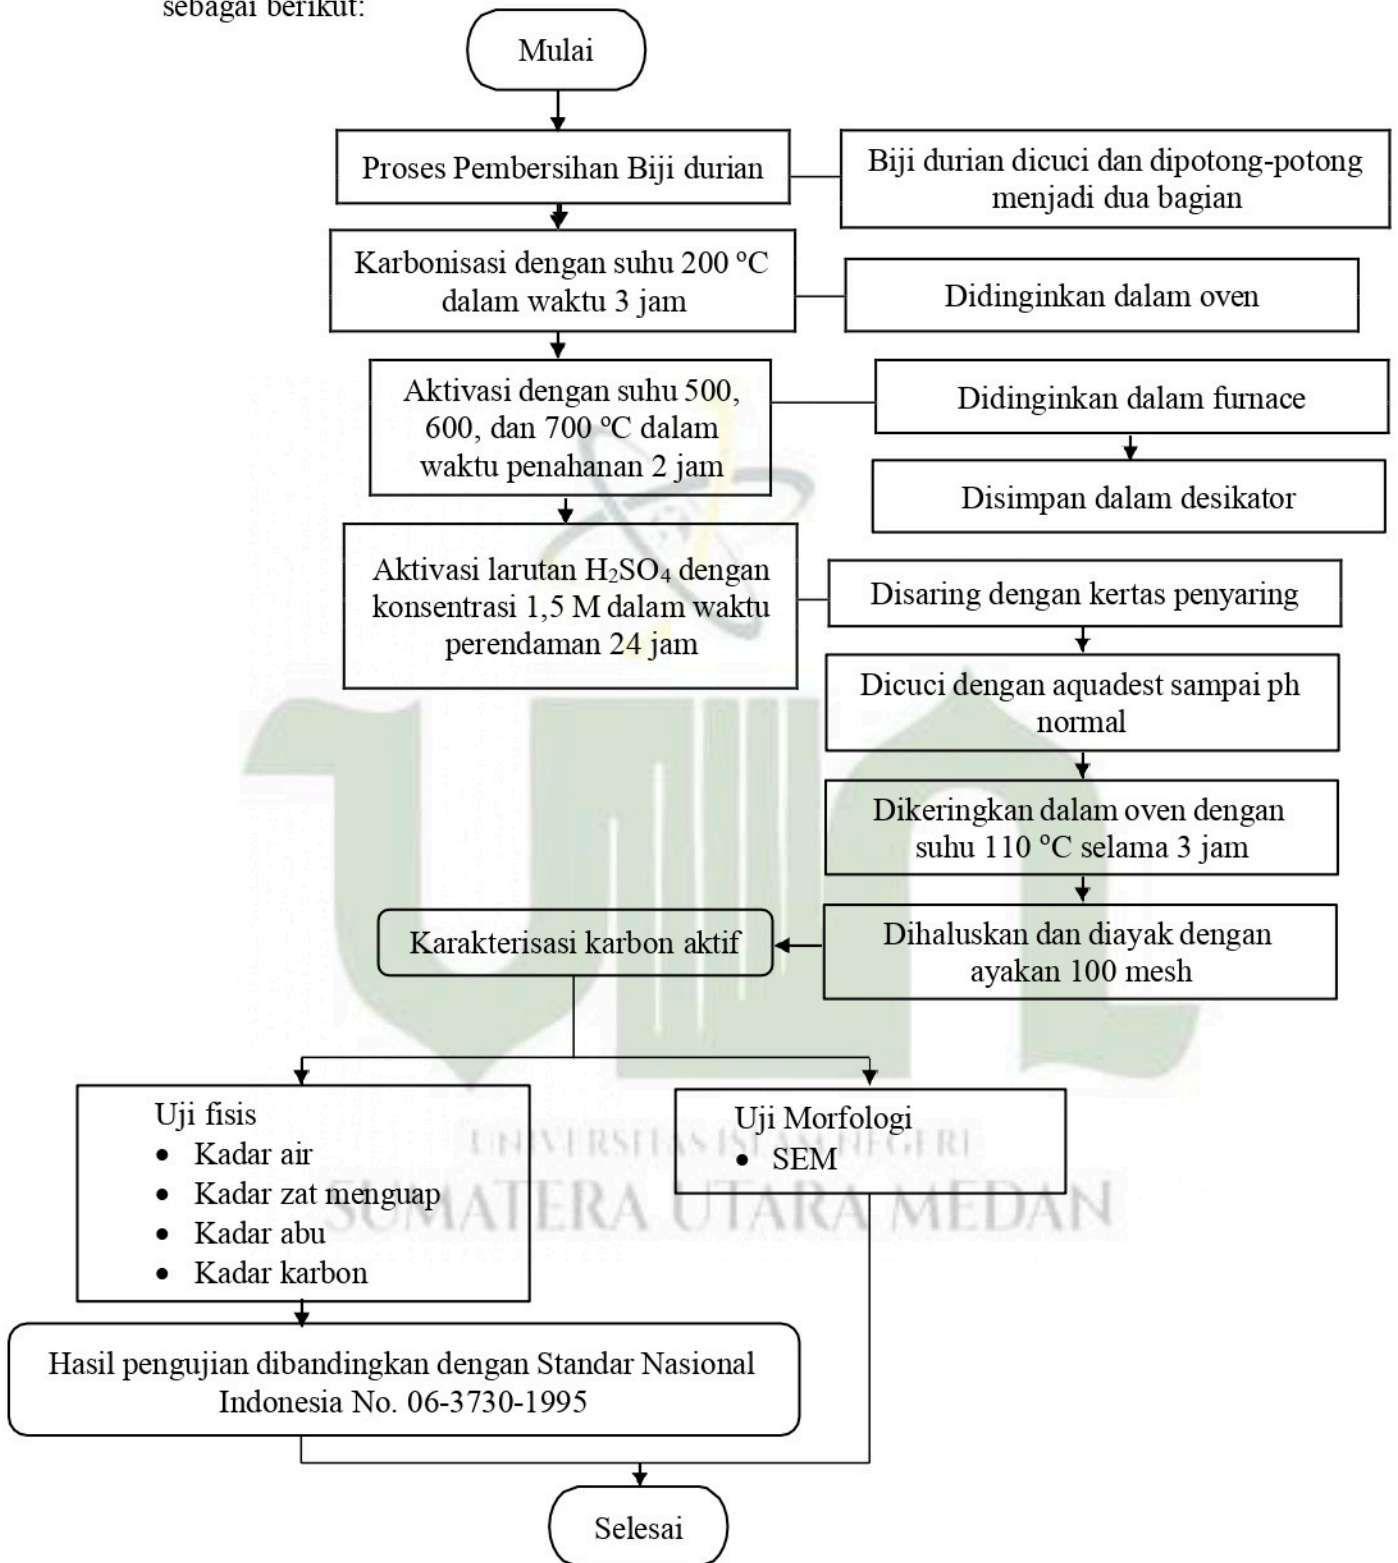 sebagai berikut:
Mulai
Proses Pembersihan Biji durian
Biji durian dicuci dan dipotong-potong
menjadi dua bagian
Karbonisasi dengan suhu 200 ºC
dalam waktu 3 jam
Didinginkan dalam oven
Aktivasi dengan suhu 500,
600, dan 700 ºC dalam
waktu penahanan 2 jam
Didinginkan dalam furnace
Disimpan dalam desikator
Aktivasi larutan H₂SO₄ dengan
konsentrasi 1,5 M dalam waktu
perendaman 24 jam
Disaring dengan kertas penyaring
Dicuci dengan aquadest sampai ph
normal
Dikeringkan dalam oven dengan
suhu 110 ºC selama 3 jam
Dihaluskan dan diayak dengan
ayakan 100 mesh
Karakterisasi karbon aktif
Uji fisis
• Kadar air
• Kadar zat menguap
• Kadar abu
• Kadar karbon
Uji Morfologi
• SEM
UNIVERSITAS ISLAM NEGERI
SUMATERA UTARA MEDAN
Hasil pengujian dibandingkan dengan Standar Nasional
Indonesia No. 06-3730-1995
Selesai